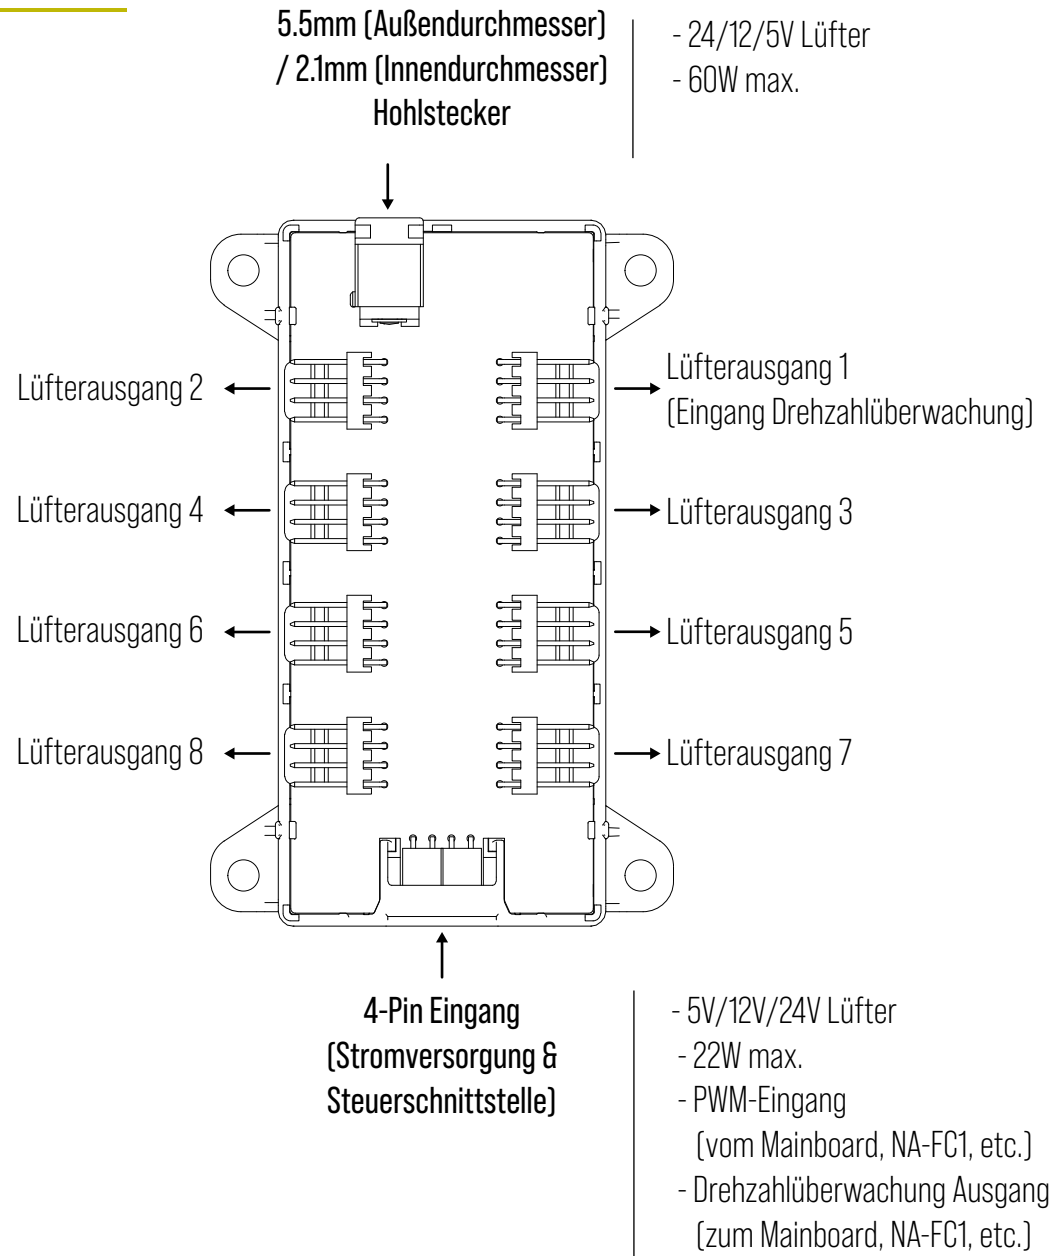 5.5mm (Außendurchmesser)
/ 2.1mm (Innendurchmesser)
Hohlstecker
- 24/12/5V Lüfter
- 60W max.
Lüfterausgang 2
Lüfterausgang 1
(Eingang Drehzahlüberwachung)
Lüfterausgang 4
Lüfterausgang 3
Lüfterausgang 6
Lüfterausgang 5
Lüfterausgang 8
Lüfterausgang 7
4-Pin Eingang
(Stromversorgung &
Steuerschnittstelle)
- 5V/12V/24V Lüfter
- 22W max.
- PWM-Eingang
(vom Mainboard, NA-FC1, etc.)
- Drehzahlüberwachung Ausgang
(zum Mainboard, NA-FC1, etc.)